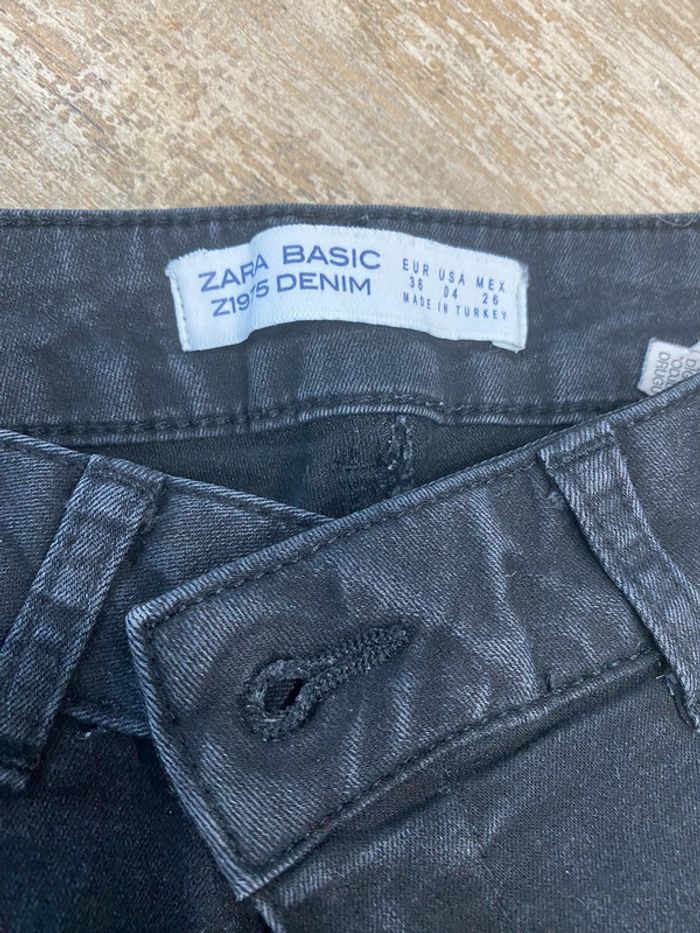 ZARA BASIC
Z1975 DENIM
EUR USA MEX
36 04 26
MADE IN TURKEY